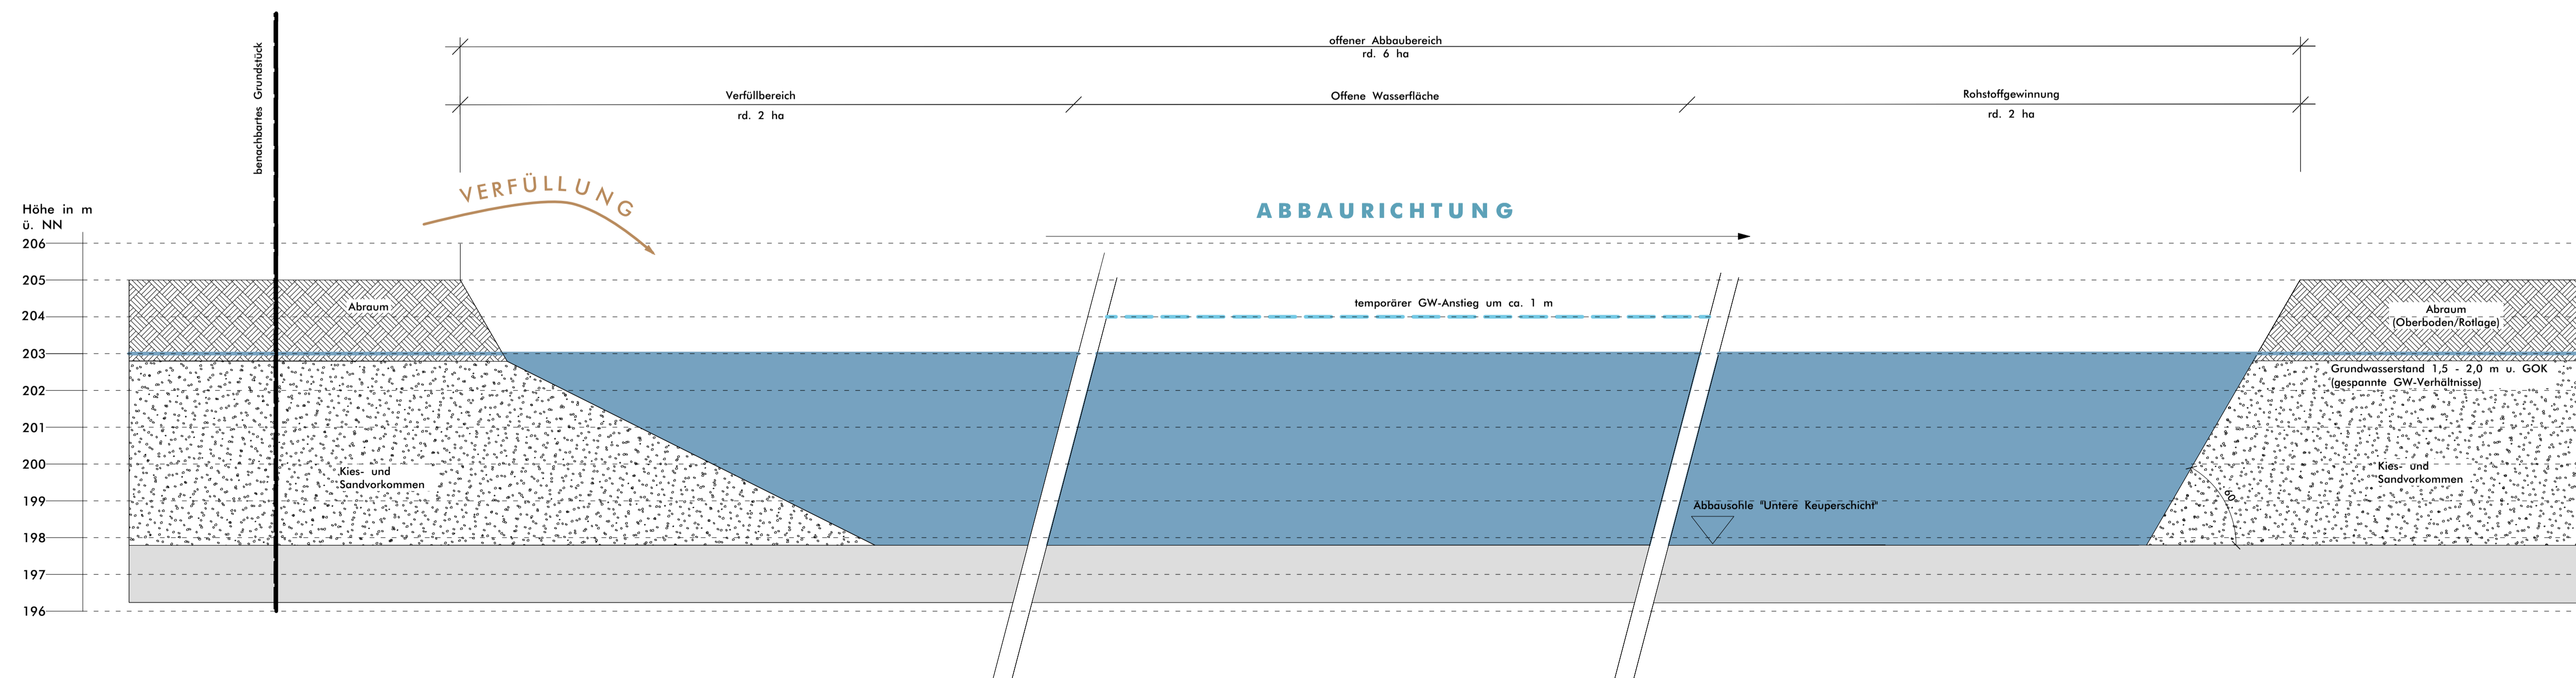 offener Abbaubereich
rd. 6 ha
benachbartes Grundstück
Verfüllbereich
rd. 2 ha
Offene Wasserfläche
Rohstoffgewinnung
rd. 2 ha
VERFÜLLUNG
ABBAURICHTUNG
Höhe in m
ü. NN
206
205
204
203
202
201
200
199
198
197
196
Abraum
temporärer GW-Anstieg um ca. 1 m
Abraum
(Oberboden/Rotlage)
Grundwasserstand 1,5 - 2,0 m u. GOK
(gespannte GW-Verhältnisse)
Kies- und
Sandvorkommen
Kies- und
Sandvorkommen
60
Abbausohle "Untere Keuperschicht"